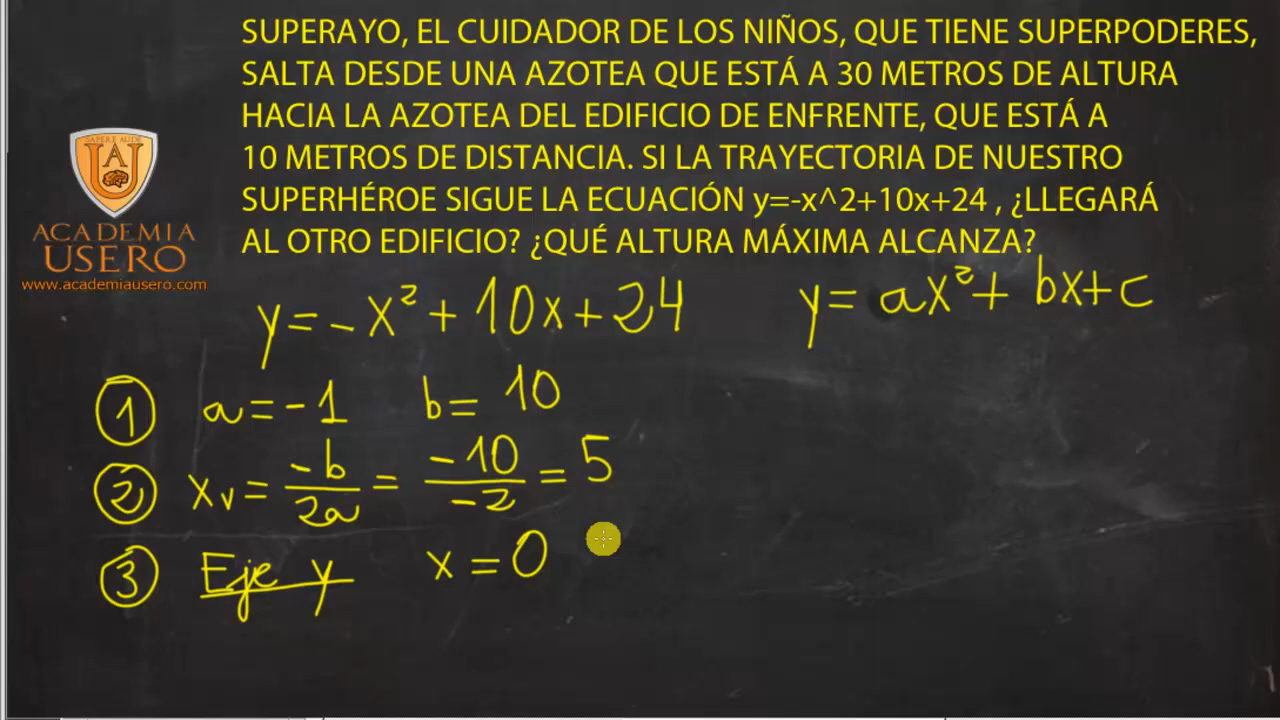 SUPERAYO, EL CUIDADOR DE LOS NIÑOS, QUE TIENE SUPERPODERES,
SALTA DESDE UNA AZOTEA QUE ESTÁ A 30 METROS DE ALTURA
HACIA LA AZOTEA DEL EDIFICIO DE ENFRENTE, QUE ESTÁ A
10 METROS DE DISTANCIA. SI LA TRAYECTORIA DE NUESTRO
SUPERHÉROE SIGUE LA ECUACIÓN y=-x^2+10x+24 , ¿LLEGARÁ
AL OTRO EDIFICIO? ¿QUÉ ALTURA MÁXIMA ALCANZA?
SAPERE AUDE
UA
ACADEMIA
USERO
www.academiausero.com
y = -x² + 10x + 24    y = ax² + bx + c
① a = -1    b = 10
② xᵥ = -b/2a = -10/-2 = 5
③ Eje y    x = 0